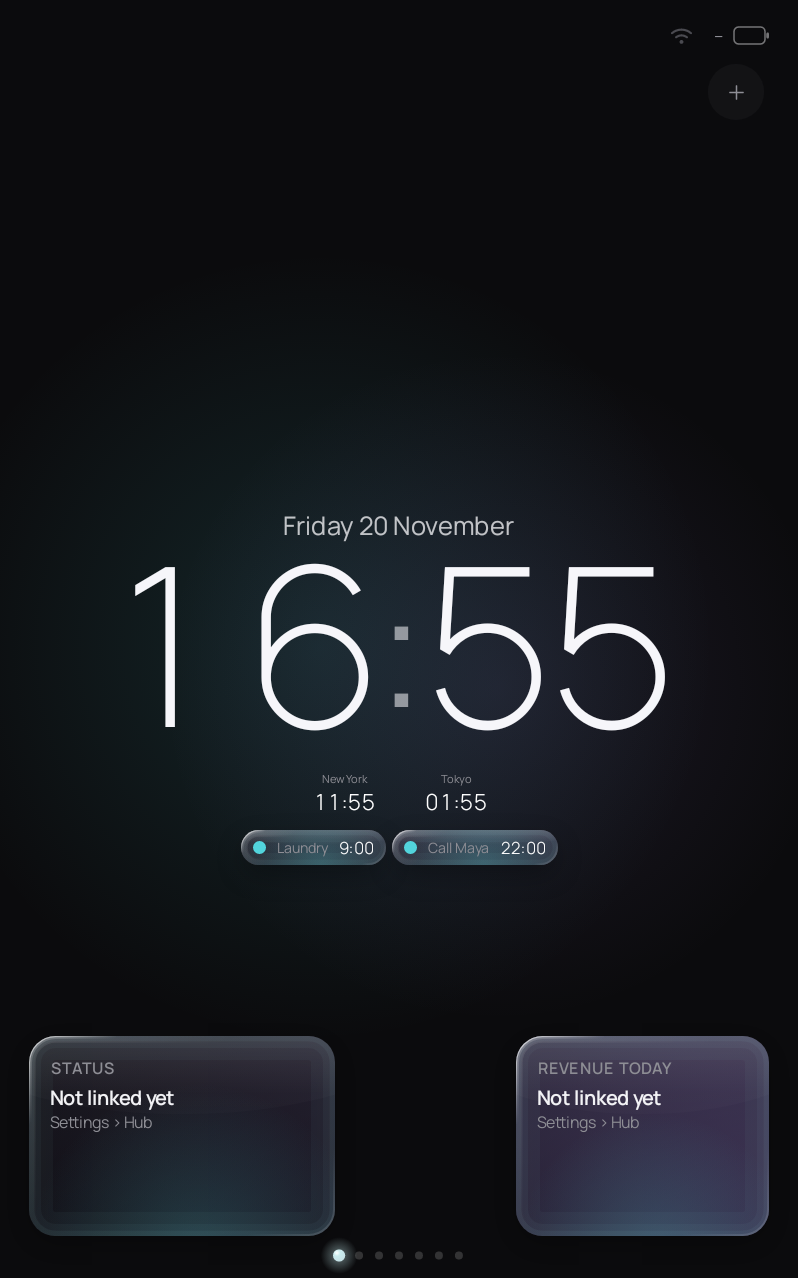 –
+
Friday 20 November
16:55
New York
11:55
Tokyo
01:55
Laundry 9:00
Call Maya 22:00
STATUS
Not linked yet
Settings › Hub
REVENUE TODAY
Not linked yet
Settings › Hub